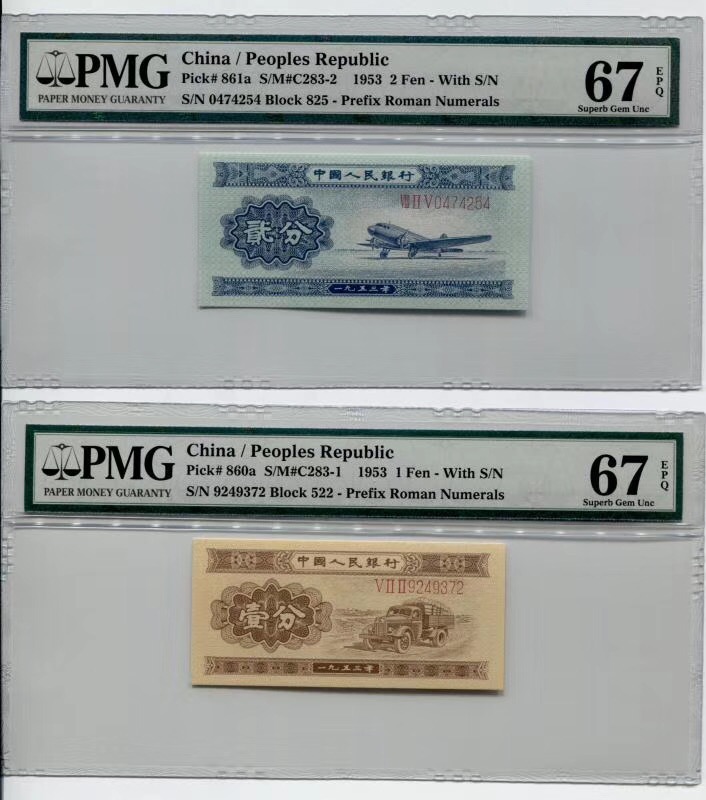 PMG
PAPER MONEY GUARANTY
China / Peoples Republic
Pick# 861a S/M#C283-2 1953 2 Fen - With S/N
S/N 0474254 Block 825 - Prefix Roman Numerals
67
EPQ
Superb Gem Unc
中國人民銀行
VIII II V 0474254
貳分
一九五三年
PMG
PAPER MONEY GUARANTY
China / Peoples Republic
Pick# 860a S/M#C283-1 1953 1 Fen - With S/N
S/N 9249372 Block 522 - Prefix Roman Numerals
67
EPQ
Superb Gem Unc
中國人民銀行
V II II 9249372
壹分
一九五三年